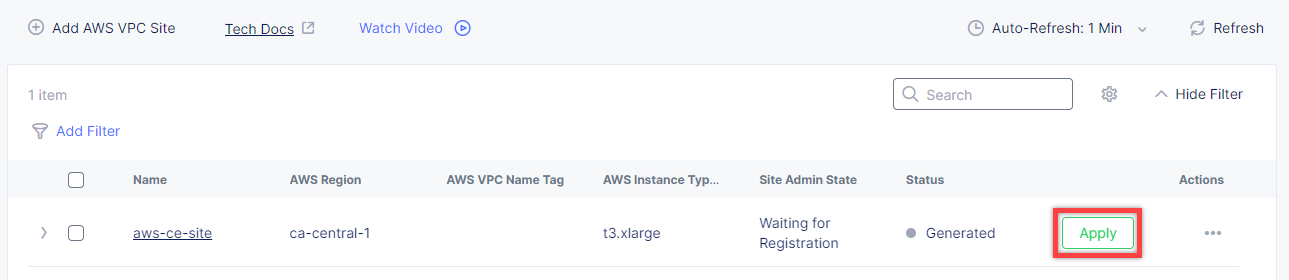 Add AWS VPC Site Tech Docs Watch Video Auto-Refresh: 1 Min Refresh
1 item Search Hide Filter
Add Filter
Name AWS Region AWS VPC Name Tag AWS Instance Typ... Site Admin State Status Actions
aws-ce-site ca-central-1 t3.xlarge Waiting for Registration Generated Apply